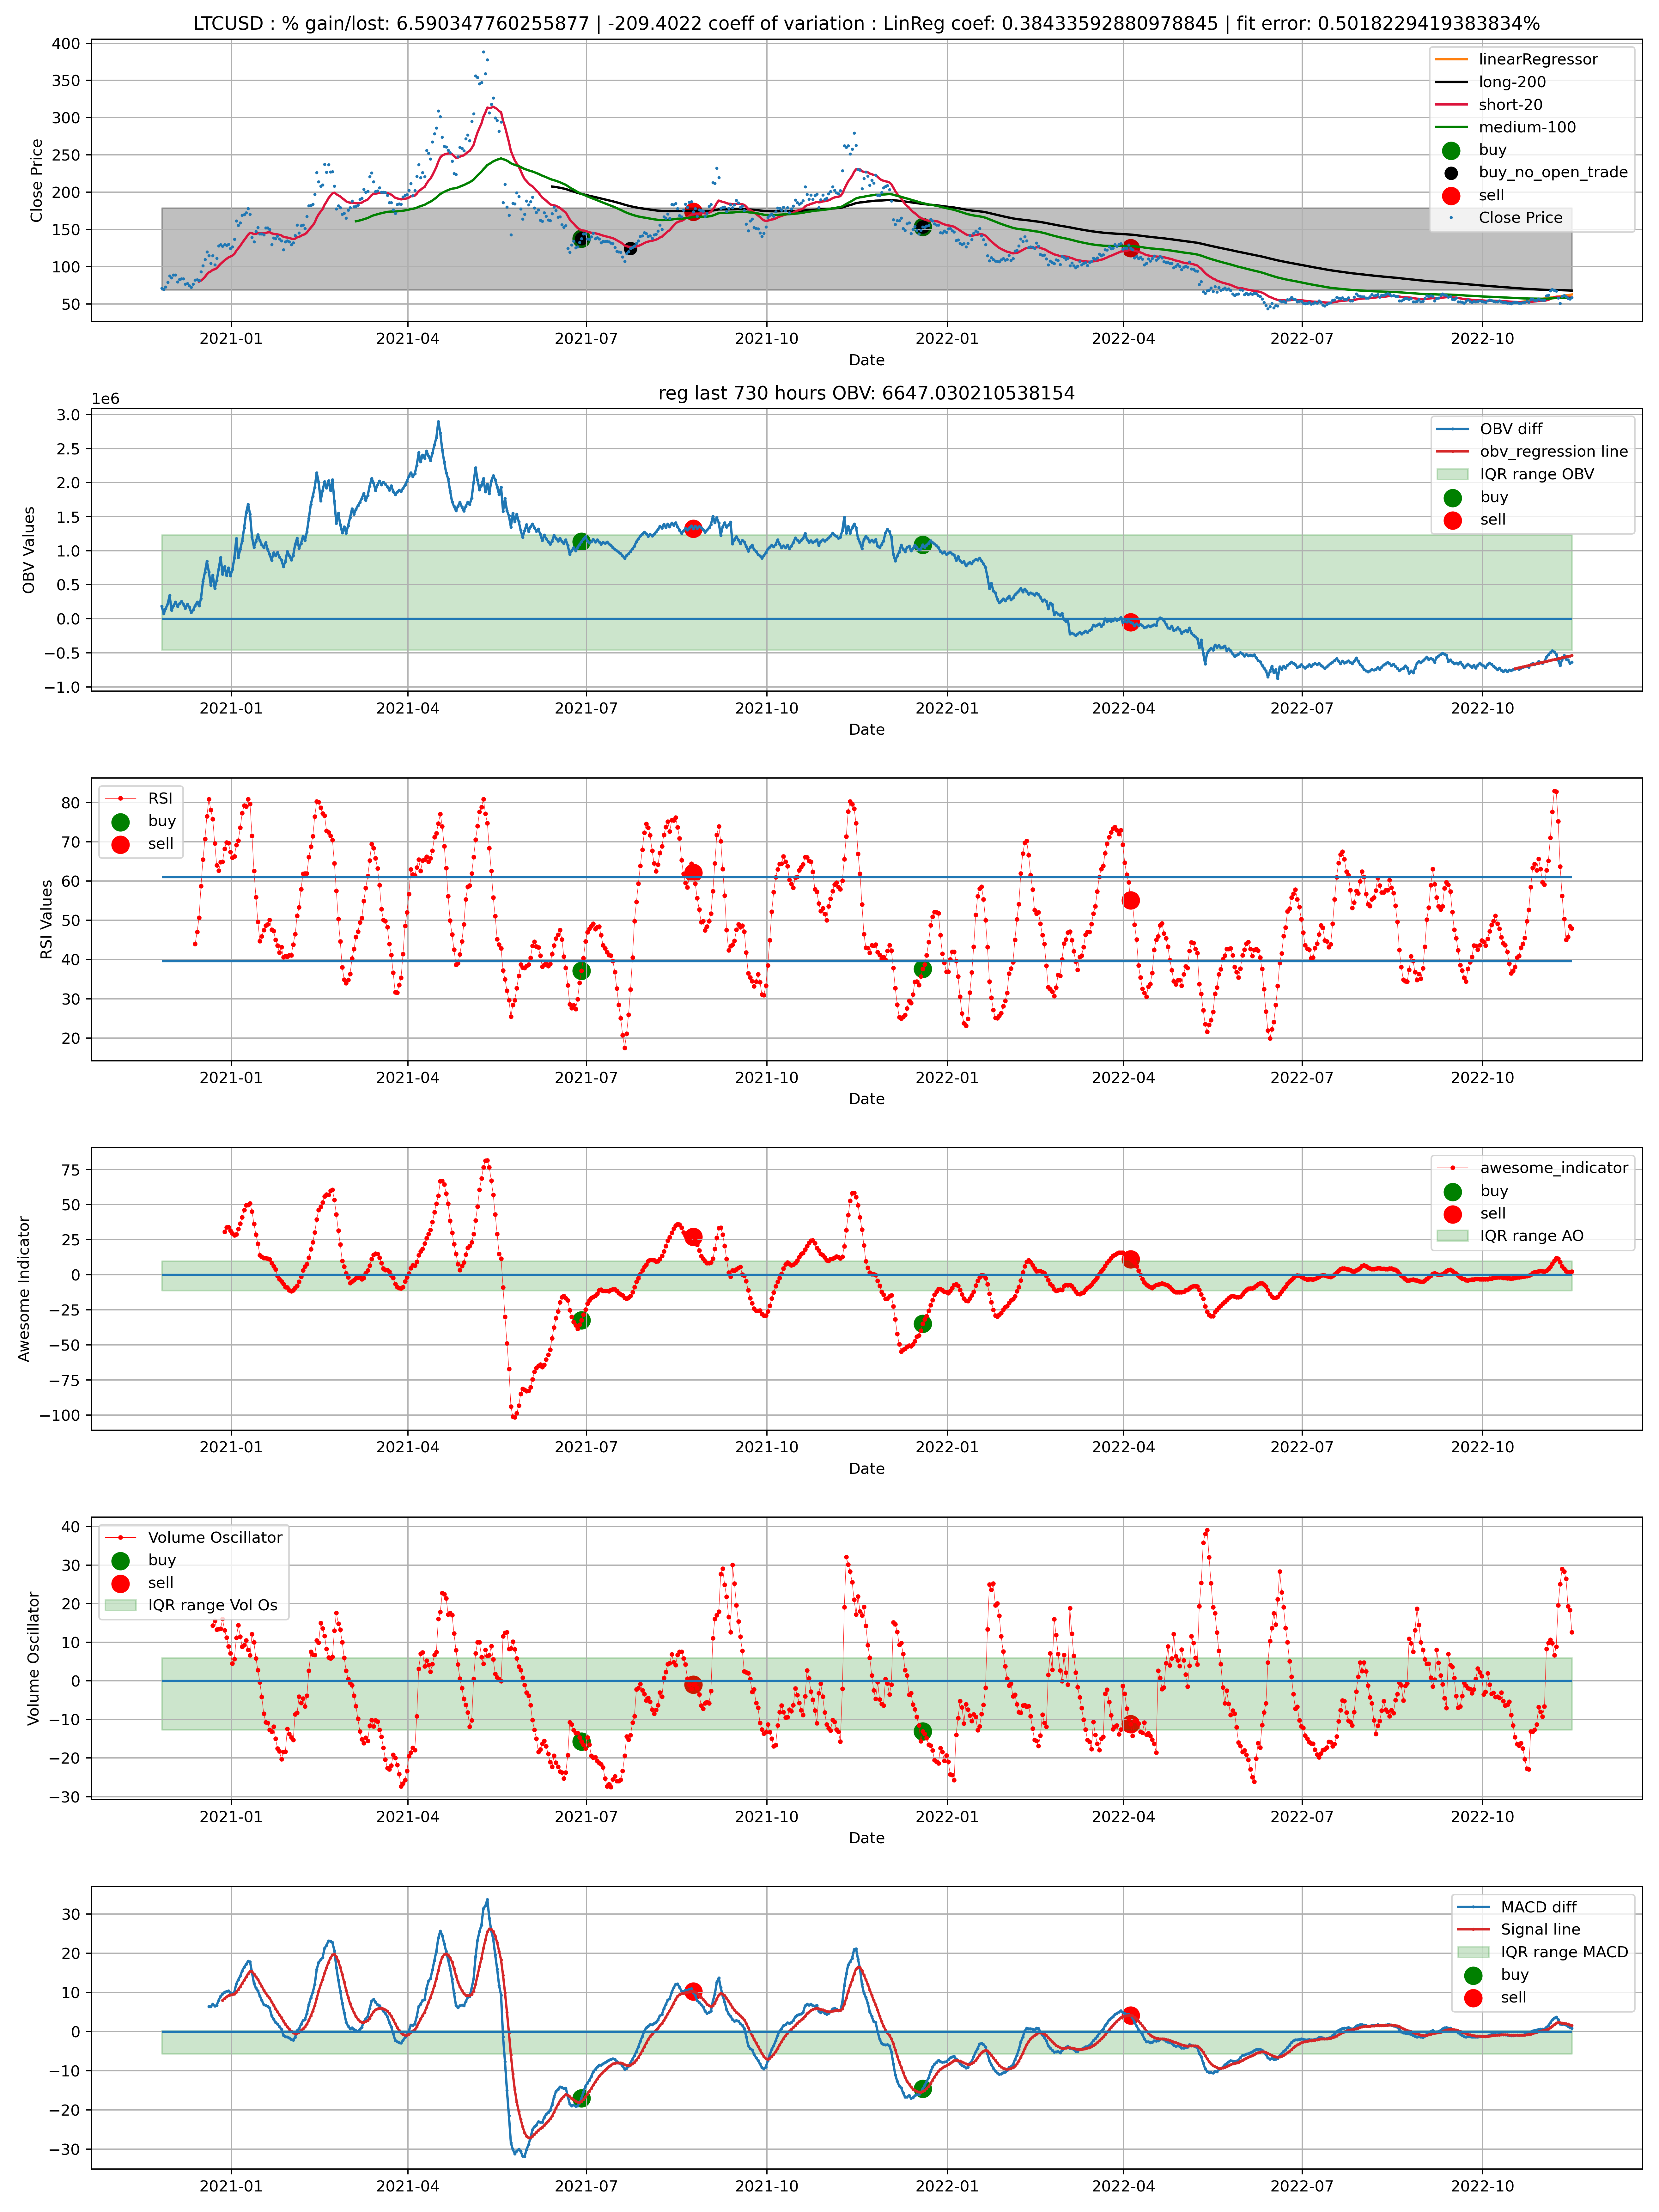 LTCUSD : % gain/lost: 6.590347760255877 | -209.4022 coeff of variation : LinReg coef: 0.38433592880978845 | fit error: 0.5018229419383834%
400
350
300
250
200
150
100
50
Close Price
linearRegressor
long-200
short-20
medium-100
buy
buy_no_open_trade
sell
Close Price
2021-01 2021-04 2021-07 2021-10 2022-01 2022-04 2022-07 2022-10
Date
reg last 730 hours OBV: 6647.030210538154
1e6
3.0
2.5
2.0
1.5
1.0
0.5
0.0
−0.5
−1.0
OBV Values
OBV diff
obv_regression line
IQR range OBV
buy
sell
2021-01 2021-04 2021-07 2021-10 2022-01 2022-04 2022-07 2022-10
Date
80
70
60
50
40
30
20
RSI Values
RSI
buy
sell
2021-01 2021-04 2021-07 2021-10 2022-01 2022-04 2022-07 2022-10
Date
75
50
25
0
−25
−50
−75
−100
Awesome Indicator
awesome_indicator
buy
sell
IQR range AO
2021-01 2021-04 2021-07 2021-10 2022-01 2022-04 2022-07 2022-10
Date
40
30
20
10
0
−10
−20
−30
Volume Oscillator
Volume Oscillator
buy
sell
IQR range Vol Os
2021-01 2021-04 2021-07 2021-10 2022-01 2022-04 2022-07 2022-10
Date
30
20
10
0
−10
−20
−30
MACD diff
Signal line
IQR range MACD
buy
sell
2021-01 2021-04 2021-07 2021-10 2022-01 2022-04 2022-07 2022-10